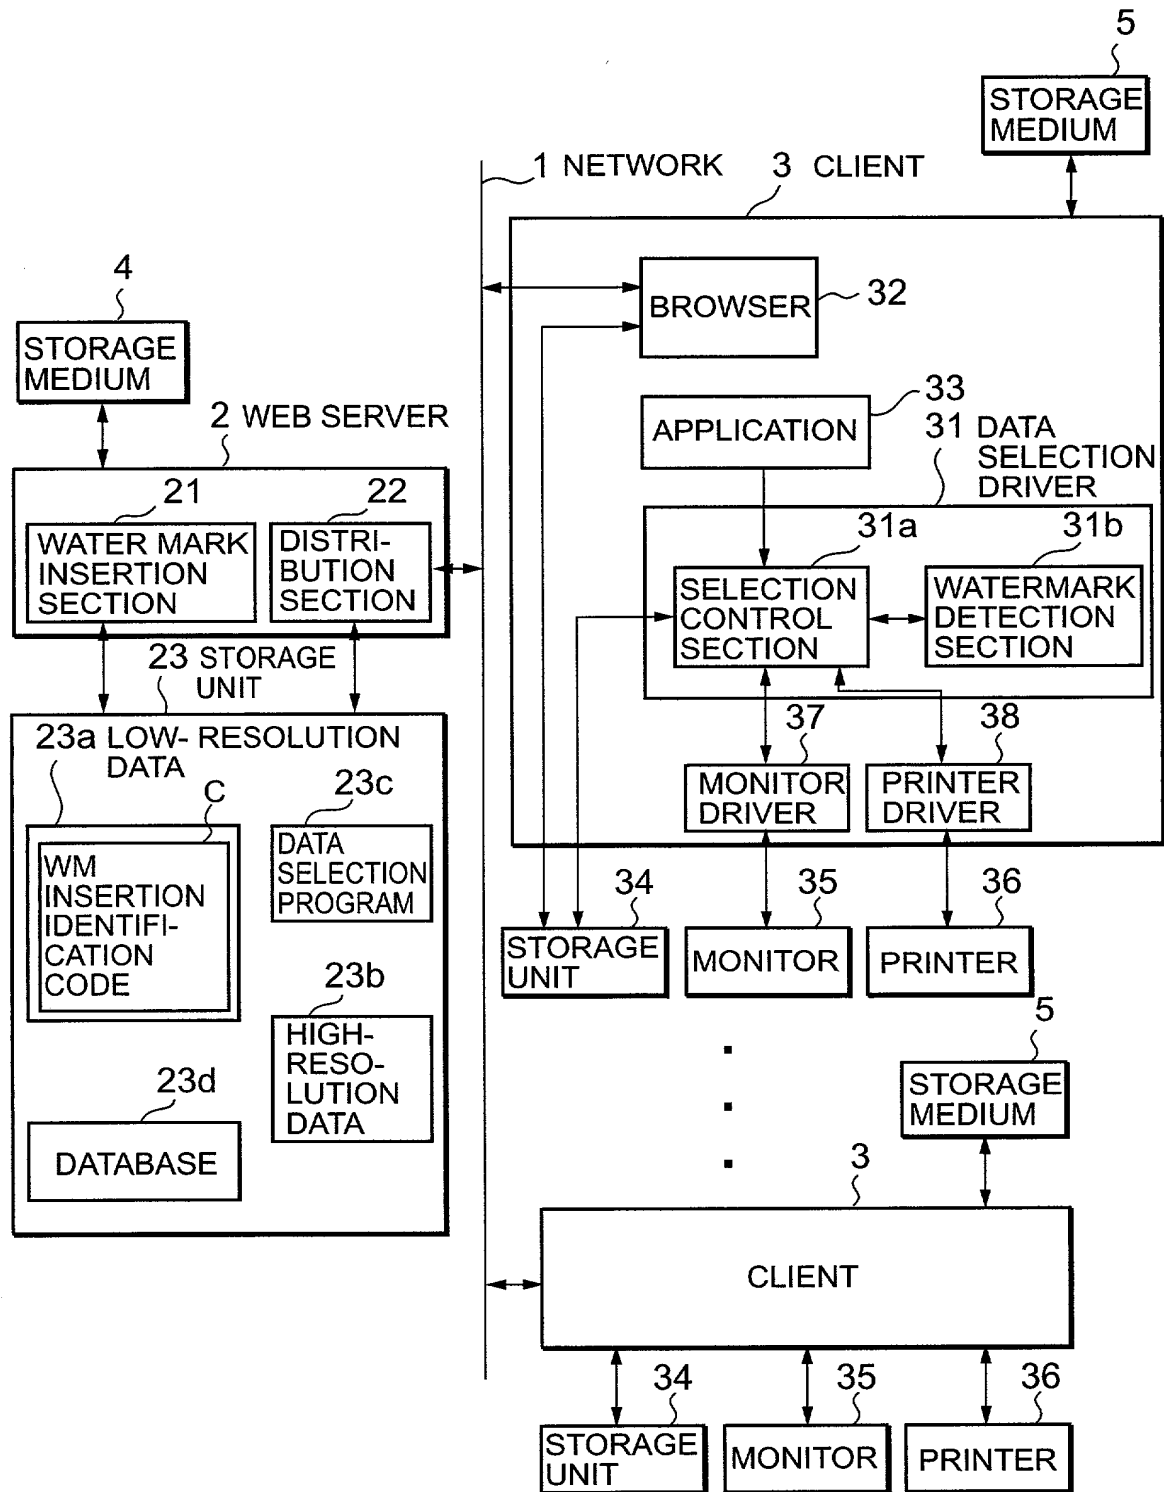 5
STORAGE
MEDIUM
1 NETWORK
3 CLIENT
4
STORAGE
MEDIUM
BROWSER
32
2 WEB SERVER
APPLICATION
33
31 DATA
SELECTION
DRIVER
21
WATER MARK
INSERTION
SECTION
22
DISTRI-
BUTION
SECTION
31a
SELECTION
CONTROL
SECTION
31b
WATERMARK
DETECTION
SECTION
23 STORAGE
UNIT
23a LOW-RESOLUTION
DATA
C
WM
INSERTION
IDENTIFI-
CATION
CODE
23c
DATA
SELECTION
PROGRAM
23b
HIGH-
RESO-
LUTION
DATA
23d
DATABASE
37
MONITOR
DRIVER
38
PRINTER
DRIVER
34
STORAGE
UNIT
35
MONITOR
36
PRINTER
5
STORAGE
MEDIUM
3
CLIENT
34
STORAGE
UNIT
35
MONITOR
36
PRINTER